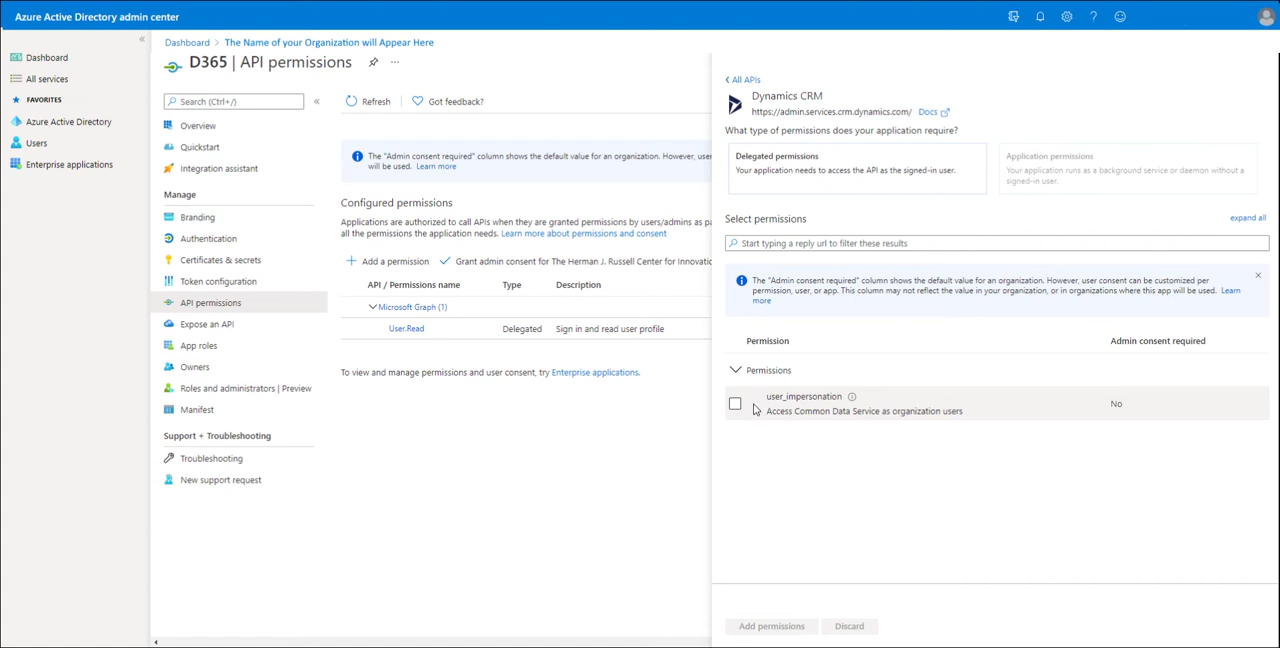 Azure Active Directory admin center
Dashboard
All services
FAVORITES
Azure Active Directory
Users
Enterprise applications
Dashboard > The Name of your Organization will Appear Here
D365 | API permissions
Search (Ctrl+/)
Overview
Quickstart
Integration assistant
Manage
Branding
Authentication
Certificates & secrets
Token configuration
API permissions
Expose an API
App roles
Owners
Roles and administrators | Preview
Manifest
Support + Troubleshooting
Troubleshooting
New support request
Refresh
Got feedback?
The "Admin consent required" column shows the default value for an organization. However, user
will be used. Learn more
Configured permissions
Applications are authorized to call APIs when they are granted permissions by users/admins as pa
all the permissions the application needs. Learn more about permissions and consent
Add a permission
Grant admin consent for The Herman J. Russell Center for Innovatio
API / Permissions name Type Description
Microsoft Graph (1)
User.Read Delegated Sign in and read user profile
To view and manage permissions and user consent, try Enterprise applications.
All APIs
Dynamics CRM
https://admin.services.crm.dynamics.com/ Docs
What type of permissions does your application require?
Delegated permissions
Your application needs to access the API as the signed-in user.
Application permissions
Your application runs as a background service or daemon without a
signed-in user.
Select permissions
expand all
Start typing a reply url to filter these results
The "Admin consent required" column shows the default value for an organization. However, user consent can be customized per
permission, user, or app. This column may not reflect the value in your organization, or in organizations where this app will be used. Learn
more
Permission Admin consent required
Permissions
user_impersonation
Access Common Data Service as organization users
No
Add permissions
Discard